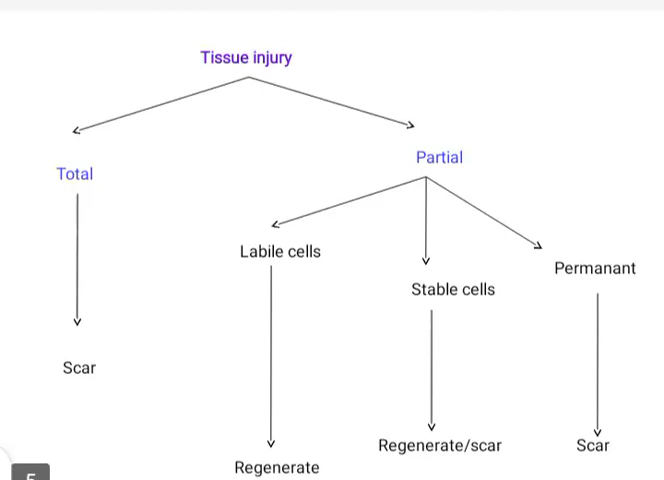 Tissue injury
Partial
Total
Labile cells
Permanant
Stable cells
Scar
Regenerate/scar
Scar
Regenerate